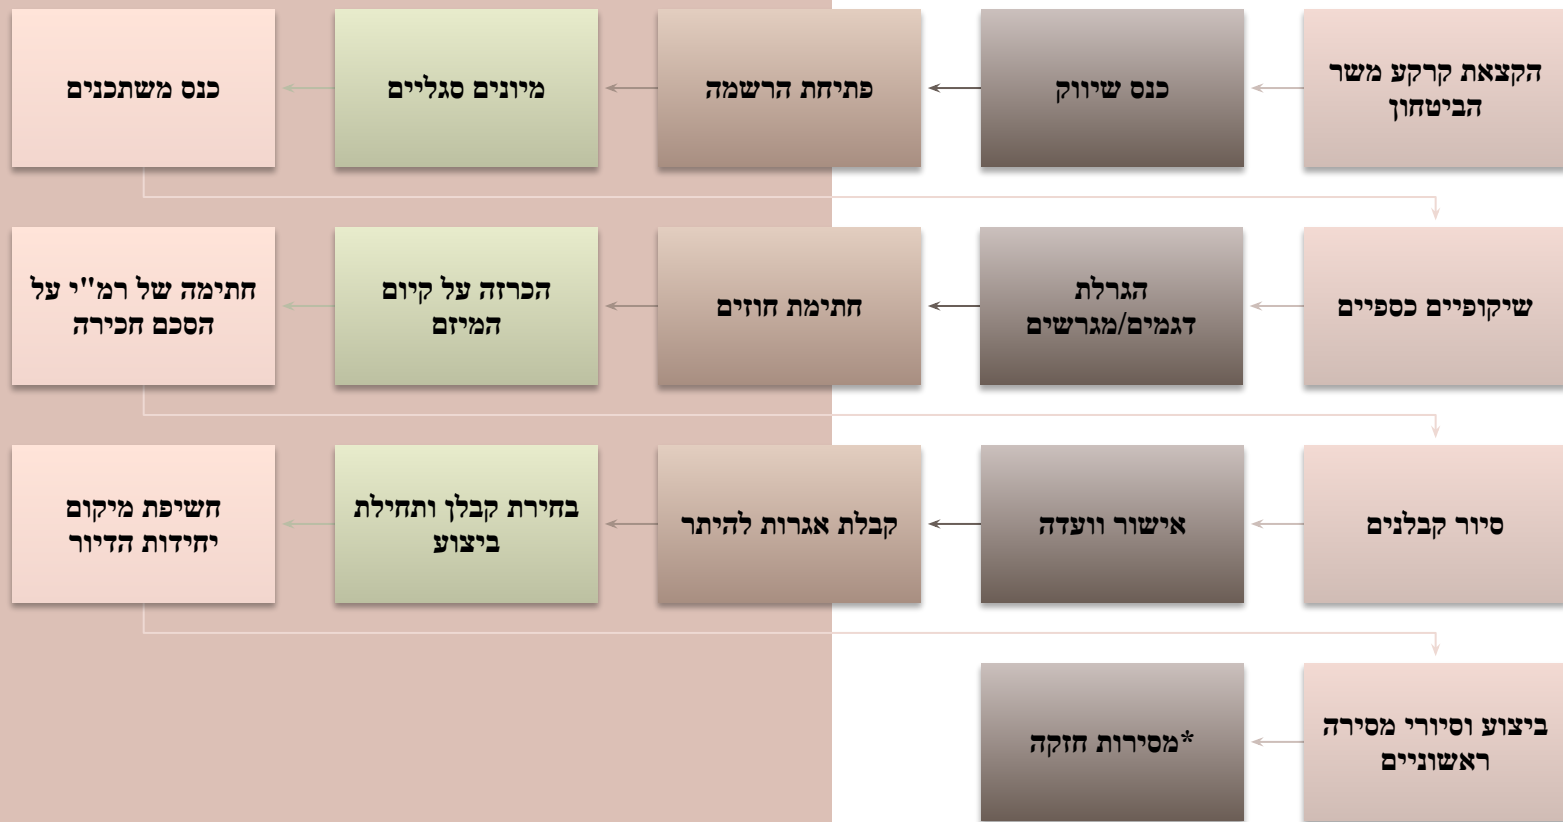 הקצאת קרקע משר
הביטחון
כנס שיווק
פתיחת הרשמה
מיונים סגליים
כנס משתכנים
שיקופיים כספיים
הגרלת
דגמים/מגרשים
חתימת חוזים
הכרזה על קיום
המיזם
חתימה של רמ"י על
הסכם חכירה
סיור קבלנים
אישור וועדה
קבלת אגרות להיתר
בחירת קבלן ותחילת
ביצוע
חשיפת מיקום
יחידות הדיור
ביצוע וסיורי מסירה
ראשוניים
*מסירות חזקה